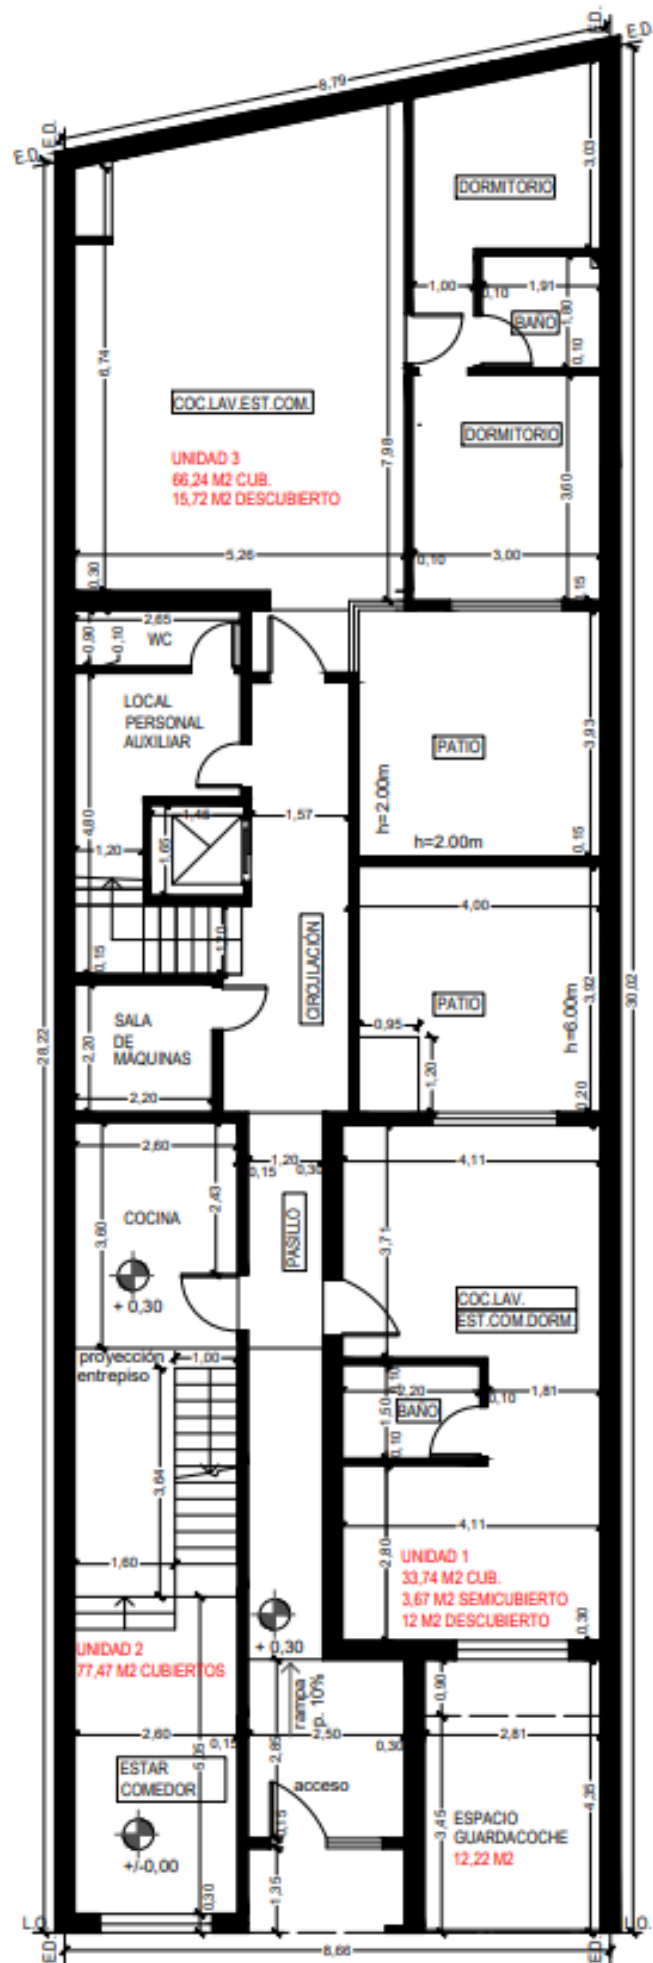 E.D.
E.D
8,79
E.D.
E.D.
3,03
DORMITORIO
1,00
0,10
1,91
1,80
BAÑO
0,10
6,74
COC.LAV.EST.COM.
DORMITORIO
UNIDAD 3
66,24 M2 CUB.
15,72 M2 DESCUBIERTO
7,98
3,60
5,26
0,10
3,00
0,30
0,15
2,65
0,90
0,10
WC
LOCAL
PERSONAL
AUXILIAR
PATIO
3,93
h=2.00m
4,80
1,48
1,57
1,65
1,20
h=2.00m
0,15
4,00
CIRCULACIÓN
1,20
0,15
30,02
28,22
PATIO
3,92
h=6.00m
0,95
SALA
DE
MÁQUINAS
2,20
1,20
2,20
0,20
2,60
1,20
4,11
0,15
0,30
2,43
COCINA
3,60
PASILLO
3,71
+ 0,30
COC.LAV.
EST.COM.DORM.
proyección
entrepiso
1,00
0,10
2,20
0,10
1,81
1,50
BAÑO
0,10
3,64
4,11
1,60
2,80
UNIDAD 1
33,74 M2 CUB.
3,67 M2 SEMICUBIERTO
12 M2 DESCUBIERTO
0,30
+ 0,30
UNIDAD 2
77,47 M2 CUBIERTOS
rampa
p. 10%
0,90
2,60
0,15
2,50
0,30
2,81
5,05
2,85
ESTAR
COMEDOR
acceso
4,35
3,45
ESPACIO
GUARDACOCHE
12,22 M2
+/-0,00
0,15
1,35
0,30
L.O.
L.O.
E.D.
8,66
E.D.